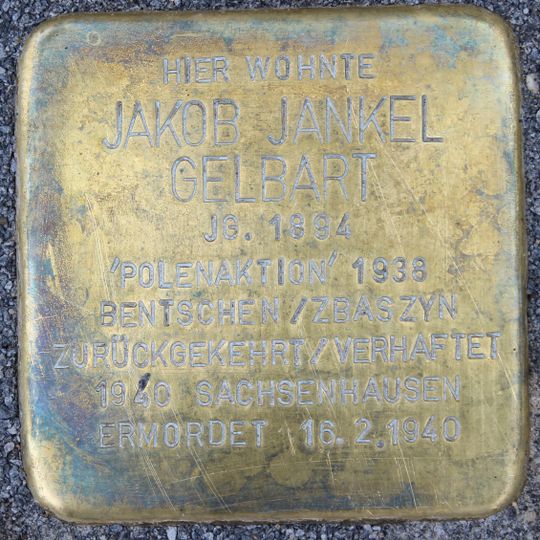 HIER WOHNTE
JAKOB JANKEL
GELBART
JG. 1894
'POLENAKTION' 1938
BENTSCHEN/ZBASZYN
ZURÜCKGEKEHRT/VERHAFTET
1940 SACHSENHAUSEN
ERMORDET 16.2.1940